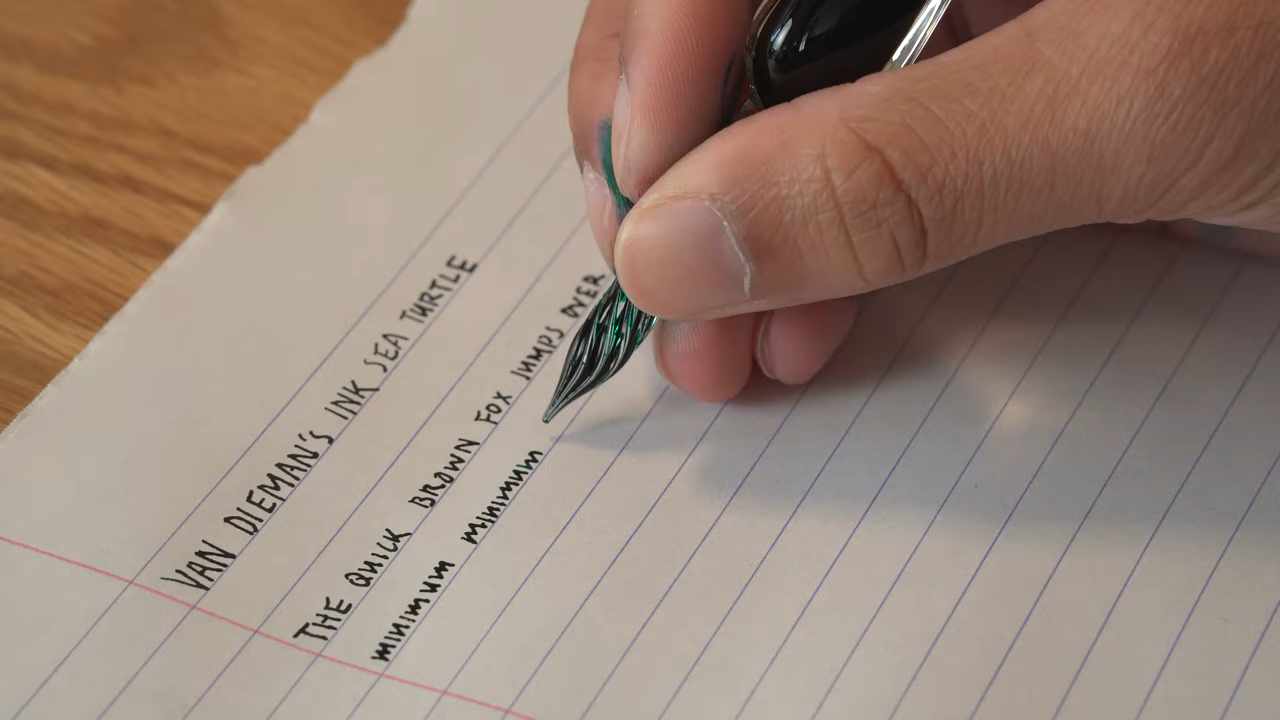 VAN DIEMAN'S INK SEA TURTLE
THE QUICK BROWN FOX JUMPS OVER
minimum minimum